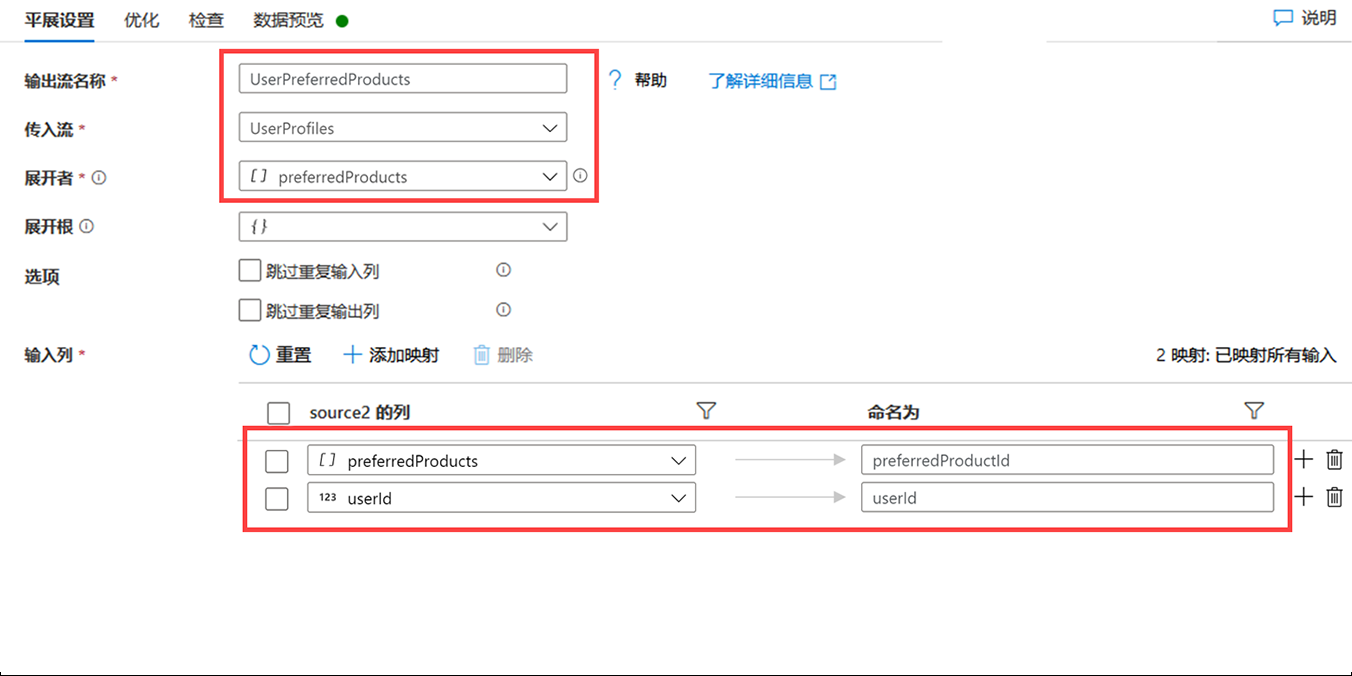 平展设置 优化 检查 数据预览 说明
输出流名称 * UserPreferredProducts ? 帮助 了解详细信息
传入流 * UserProfiles
展开者 * [ ] preferredProducts
展开根 { }
选项 跳过重复输入列
跳过重复输出列
输入列 * 重置 添加映射 删除 2 映射: 已映射所有输入
source2 的列 命名为
[ ] preferredProducts preferredProductId
123 userId userId